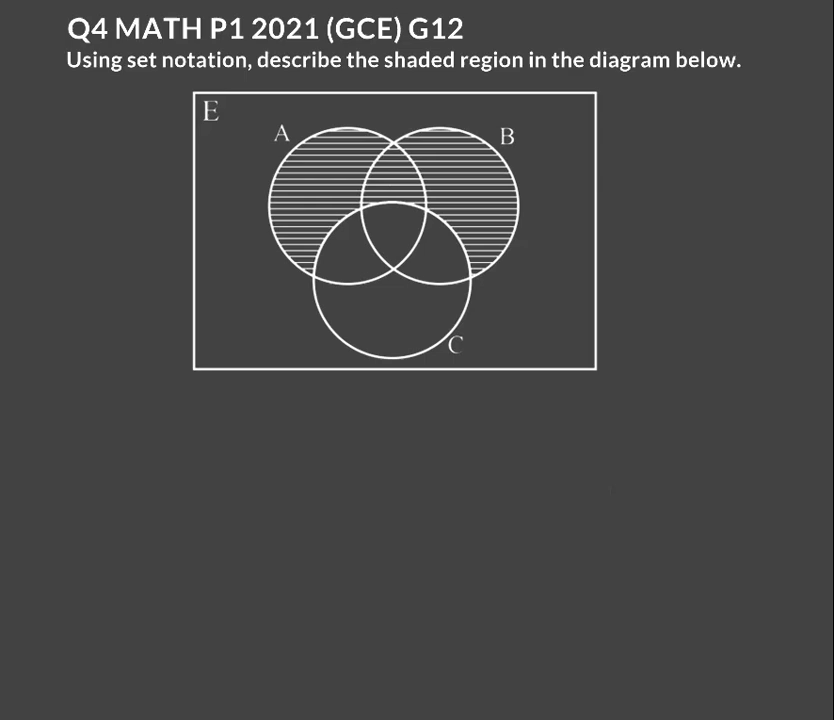 Q4 MATH P1 2021 (GCE) G12
Using set notation, describe the shaded region in the diagram below.
E
A
B
C